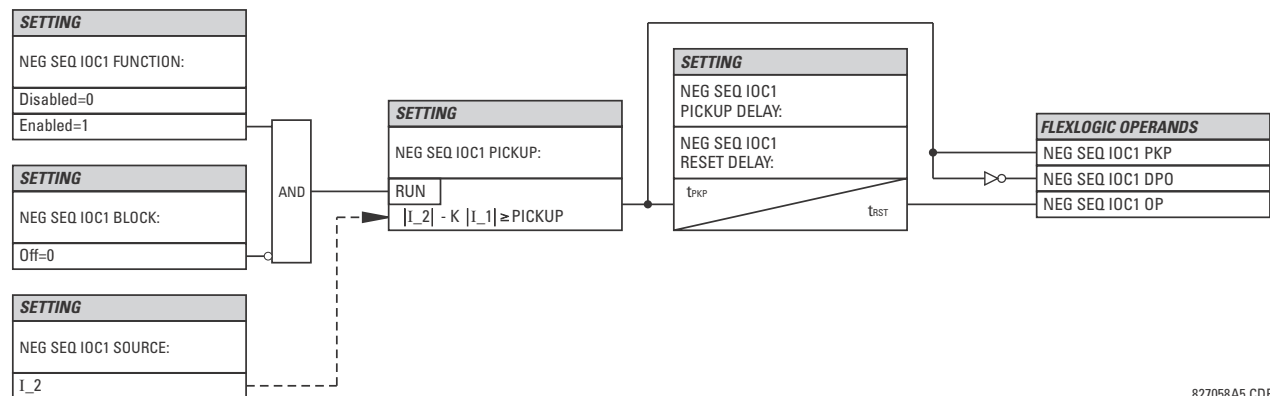 SETTING
NEG SEQ IOC1 FUNCTION:
Disabled=0
Enabled=1
SETTING
NEG SEQ IOC1 BLOCK:
Off=0
SETTING
NEG SEQ IOC1 SOURCE:
I_2
AND
SETTING
NEG SEQ IOC1 PICKUP:
RUN
|I_2| - K |I_1| ≥ PICKUP
SETTING
NEG SEQ IOC1
PICKUP DELAY:
NEG SEQ IOC1
RESET DELAY:
tPKP
tRST
FLEXLOGIC OPERANDS
NEG SEQ IOC1 PKP
NEG SEQ IOC1 DPO
NEG SEQ IOC1 OP
827058A5.CDR